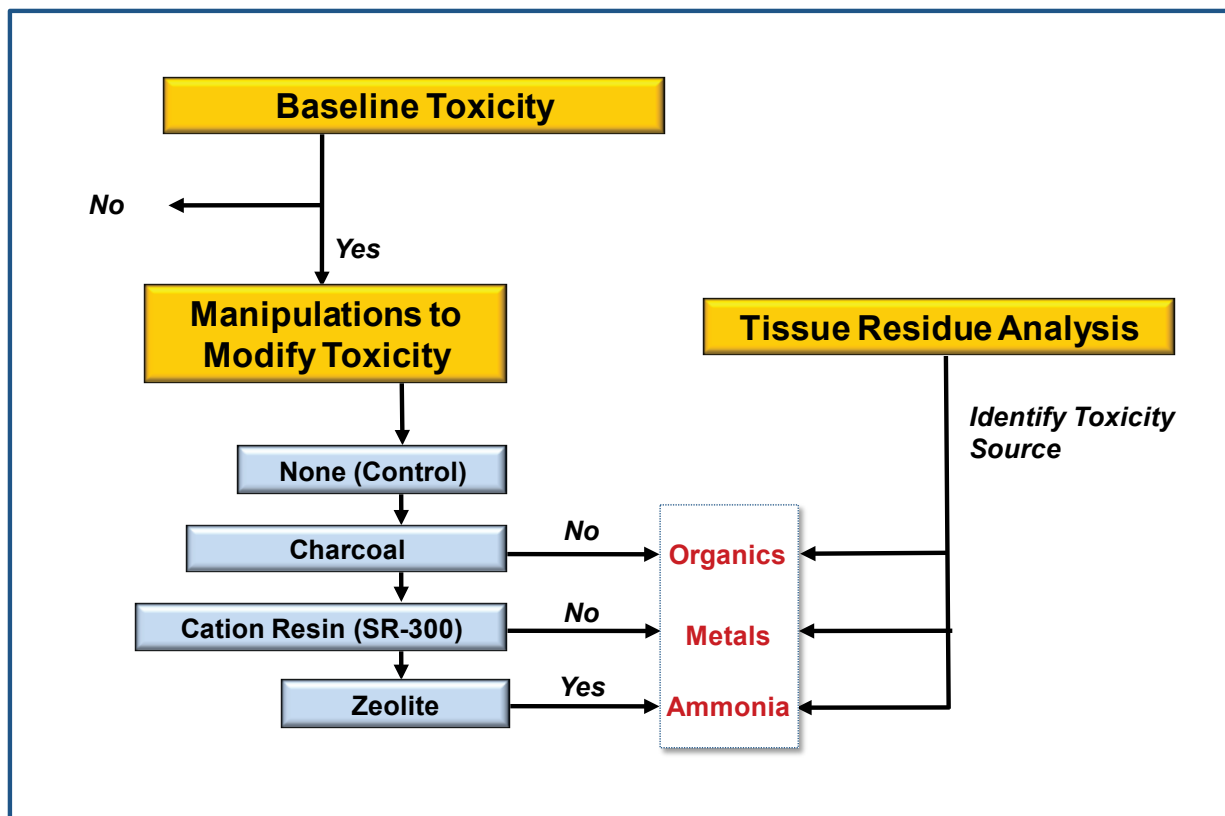 Baseline Toxicity
No
Yes
Manipulations to
Modify Toxicity
Tissue Residue Analysis
Identify Toxicity
Source
None (Control)
Charcoal
No
Organics
Cation Resin (SR-300)
No
Metals
Zeolite
Yes
Ammonia